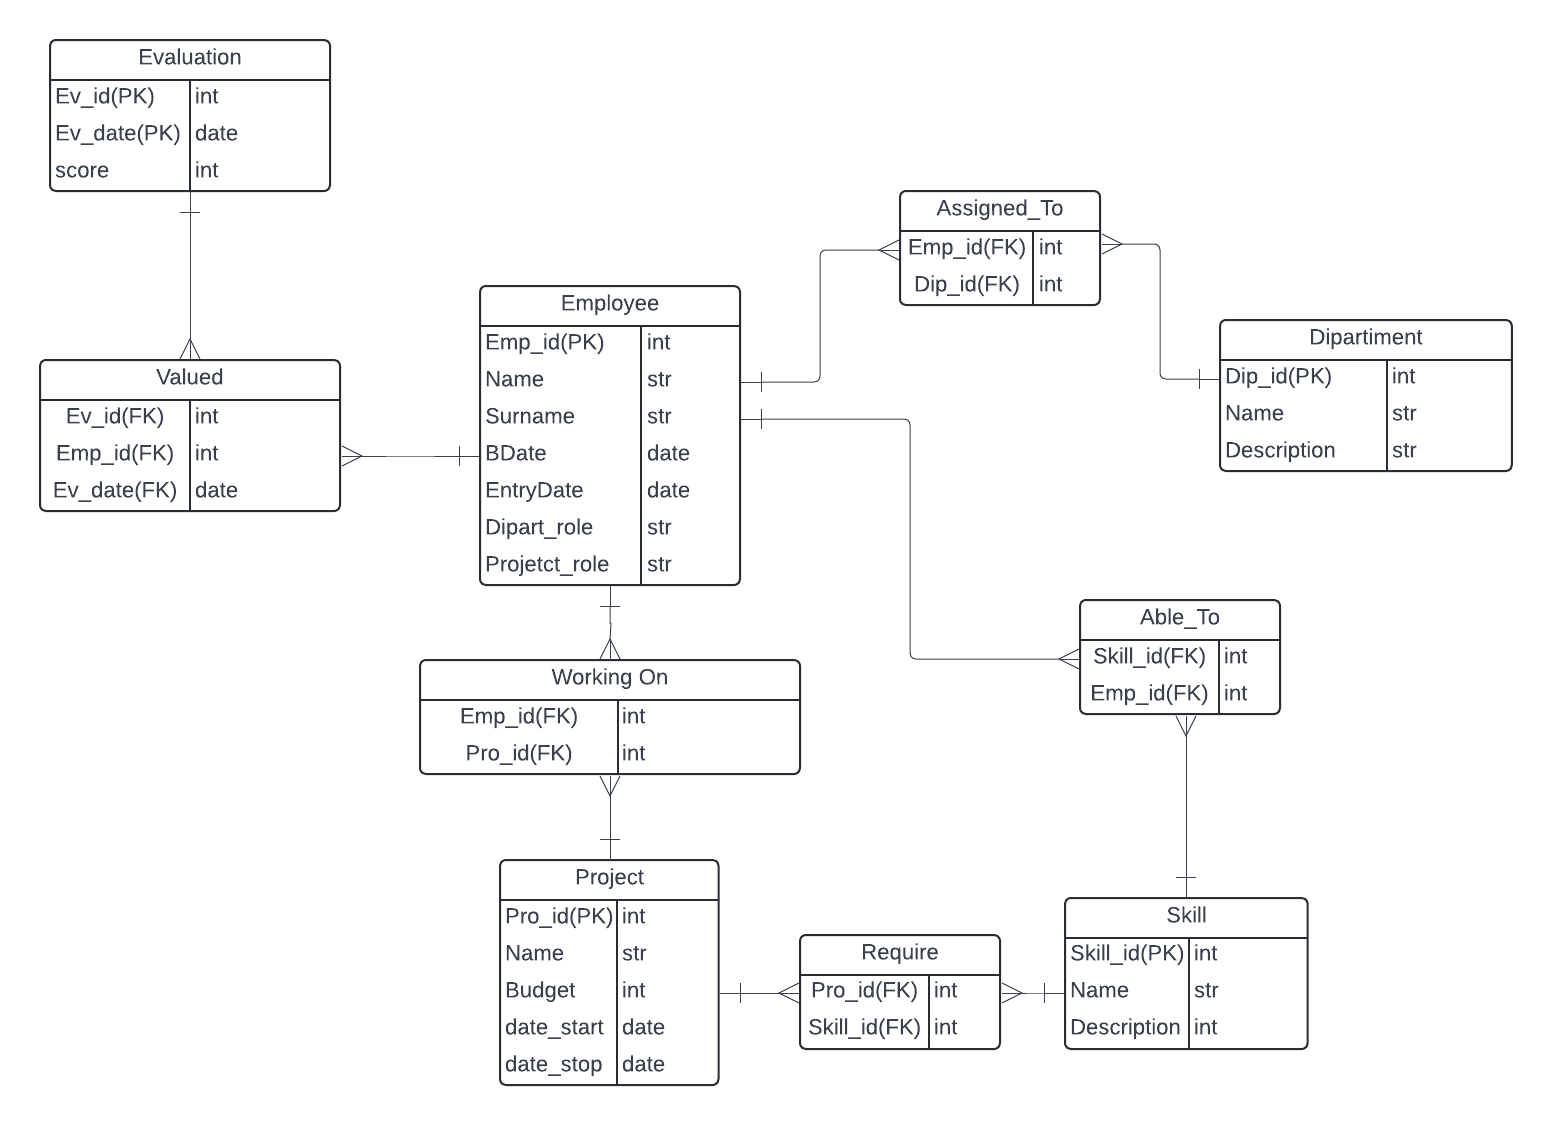 Evaluation
Ev_id(PK) int
Ev_date(PK) date
score int
Valued
Ev_id(FK) int
Emp_id(FK) int
Ev_date(FK) date
Employee
Emp_id(PK) int
Name str
Surname str
BDate date
EntryDate date
Dipart_role str
Projetct_role str
Assigned_To
Emp_id(FK) int
Dip_id(FK) int
Dipartiment
Dip_id(PK) int
Name str
Description str
Able_To
Skill_id(FK) int
Emp_id(FK) int
Working On
Emp_id(FK) int
Pro_id(FK) int
Project
Pro_id(PK) int
Name str
Budget int
date_start date
date_stop date
Require
Pro_id(FK) int
Skill_id(FK) int
Skill
Skill_id(PK) int
Name str
Description int